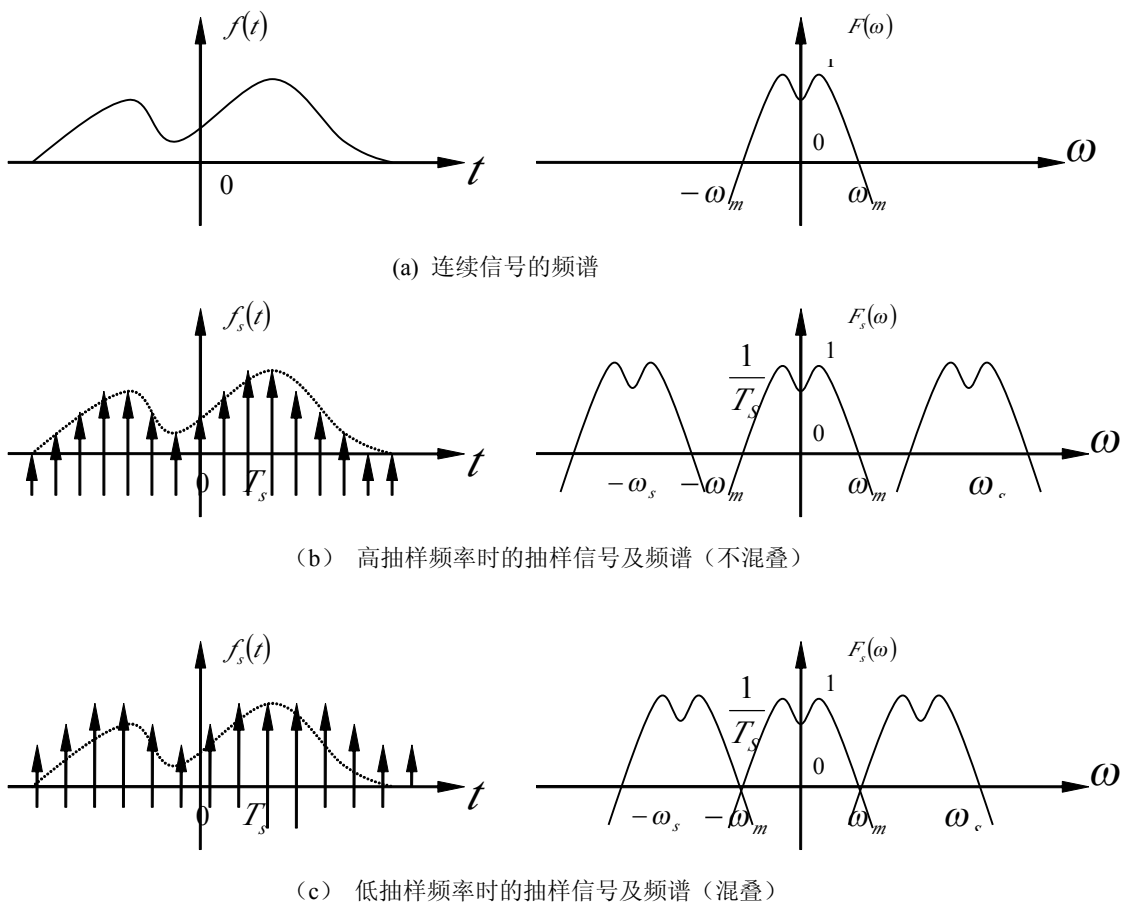 f(t)
F(ω)
1
0
0
t
ω
−ω_m
ω_m
(a) 连续信号的频谱
f_s(t)
F_s(ω)
1/T_s
1
0
0
T_s
t
−ω_s
−ω_m
ω_m
ω_s
ω
（b） 高抽样频率时的抽样信号及频谱（不混叠）
f_s(t)
F_s(ω)
1/T_s
1
0
0
T_s
t
−ω_s
−ω_m
ω_m
ω_s
ω
（c） 低抽样频率时的抽样信号及频谱（混叠）